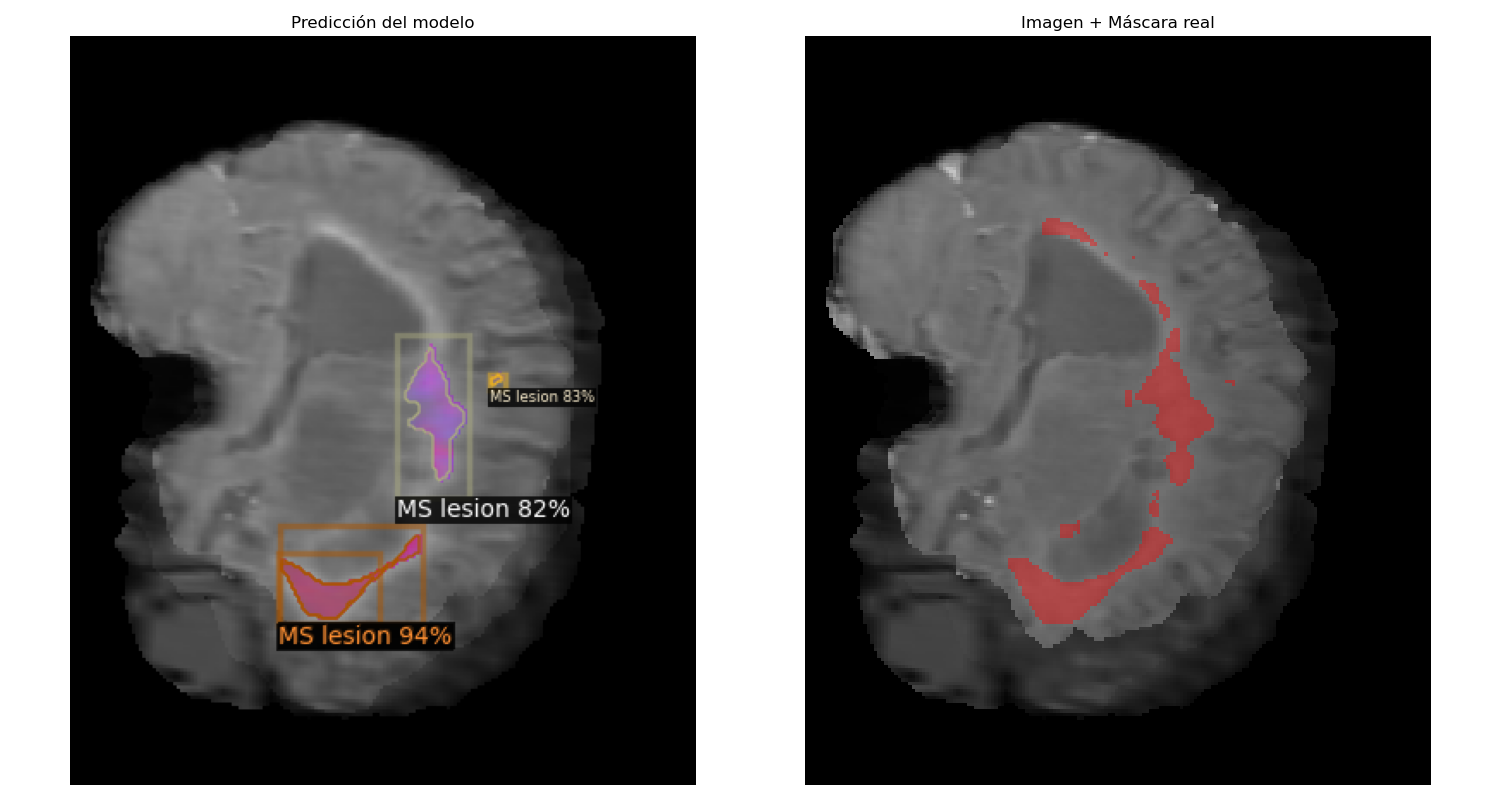 Predicción del modelo
Imagen + Máscara real
MS lesion 83%
MS lesion 82%
MS lesion 94%